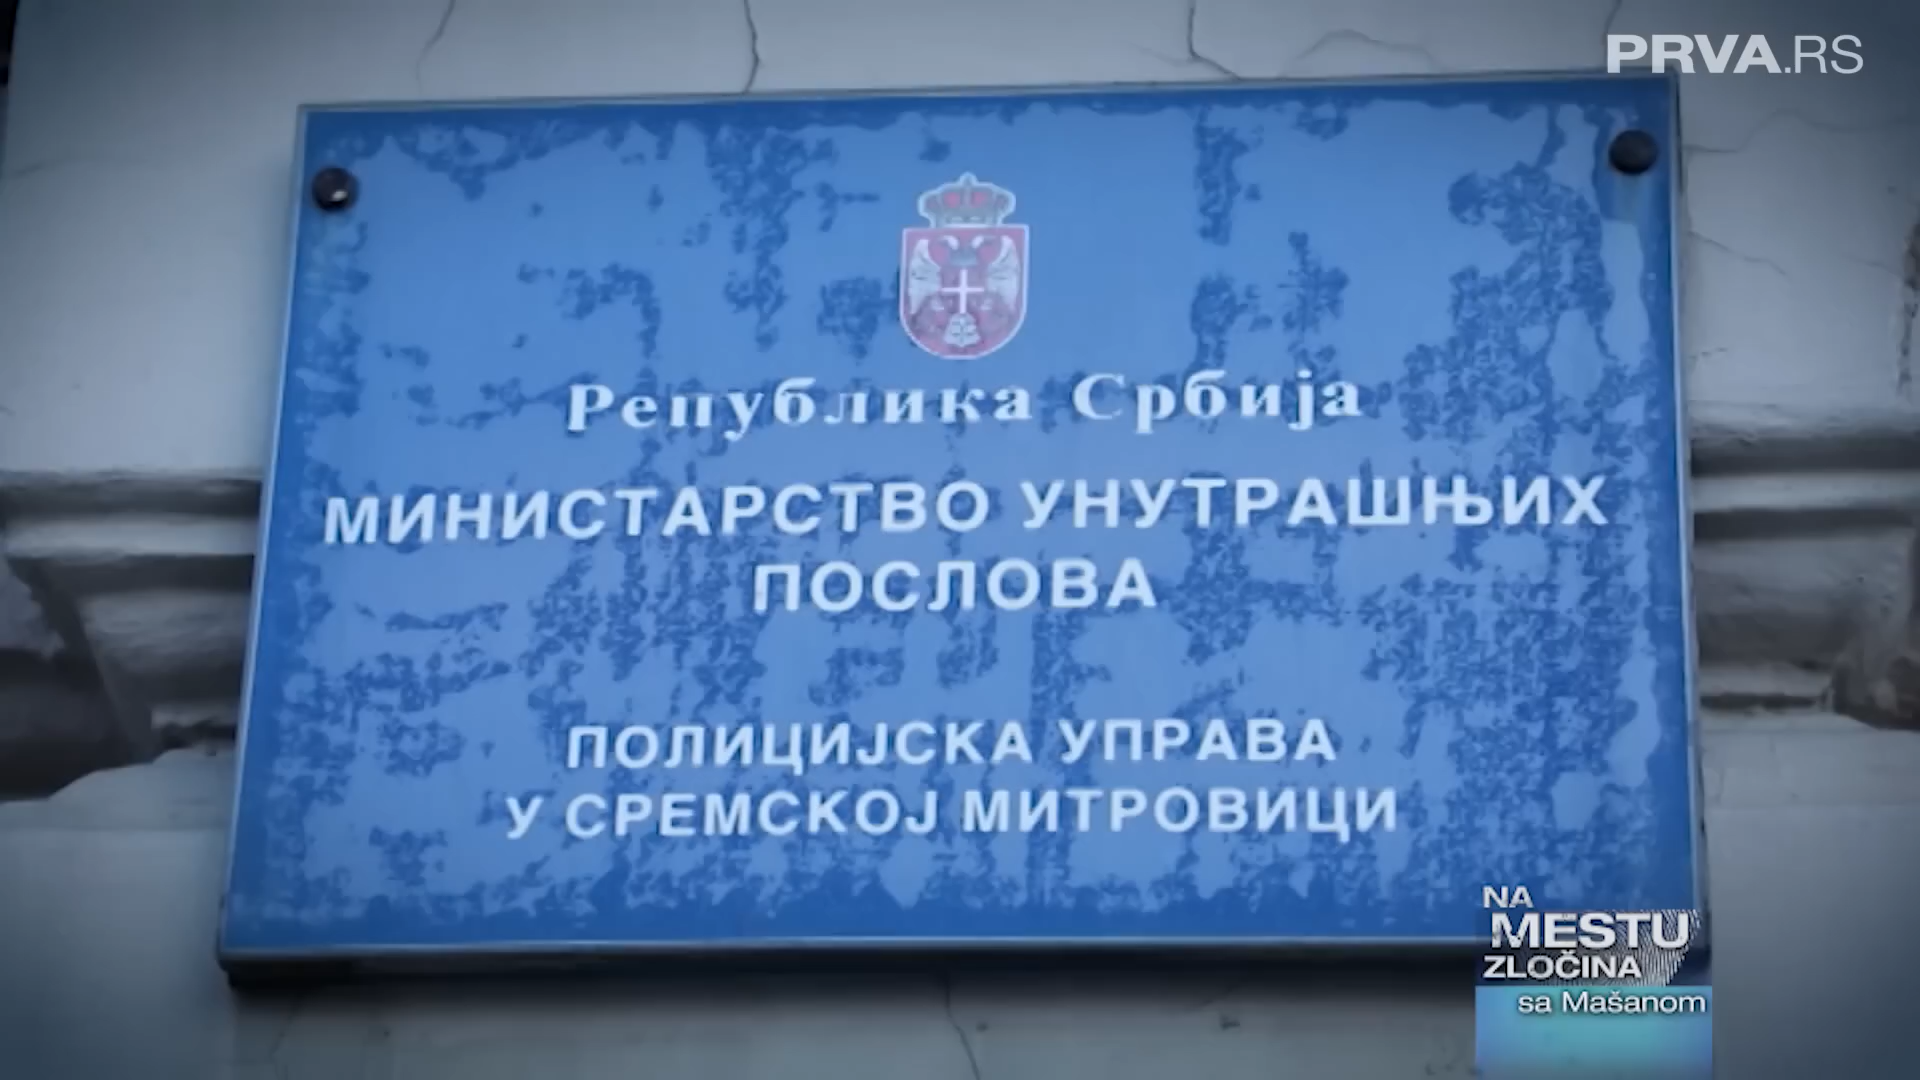 PRVA.RS
Република Србија
МИНИСТАРСТВО УНУТРАШЊИХ
ПОСЛОВА
ПОЛИЦИЈСКА УПРАВА
У СРЕМСКОЈ МИТРОВИЦИ
NA
MESTU
ZLOČINA
sa Mašanom